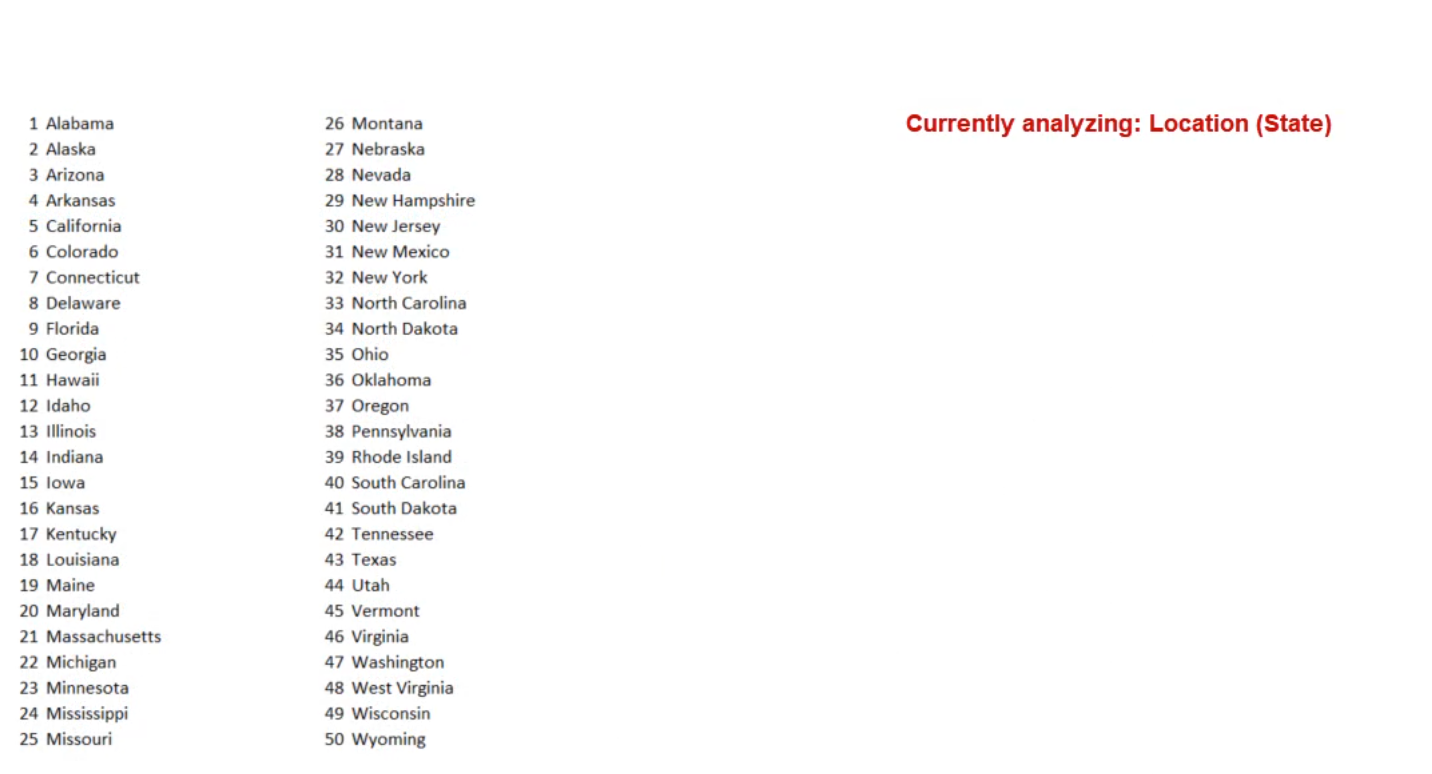 Currently analyzing: Location (State)
1 Alabama
2 Alaska
3 Arizona
4 Arkansas
5 California
6 Colorado
7 Connecticut
8 Delaware
9 Florida
10 Georgia
11 Hawaii
12 Idaho
13 Illinois
14 Indiana
15 Iowa
16 Kansas
17 Kentucky
18 Louisiana
19 Maine
20 Maryland
21 Massachusetts
22 Michigan
23 Minnesota
24 Mississippi
25 Missouri
26 Montana
27 Nebraska
28 Nevada
29 New Hampshire
30 New Jersey
31 New Mexico
32 New York
33 North Carolina
34 North Dakota
35 Ohio
36 Oklahoma
37 Oregon
38 Pennsylvania
39 Rhode Island
40 South Carolina
41 South Dakota
42 Tennessee
43 Texas
44 Utah
45 Vermont
46 Virginia
47 Washington
48 West Virginia
49 Wisconsin
50 Wyoming